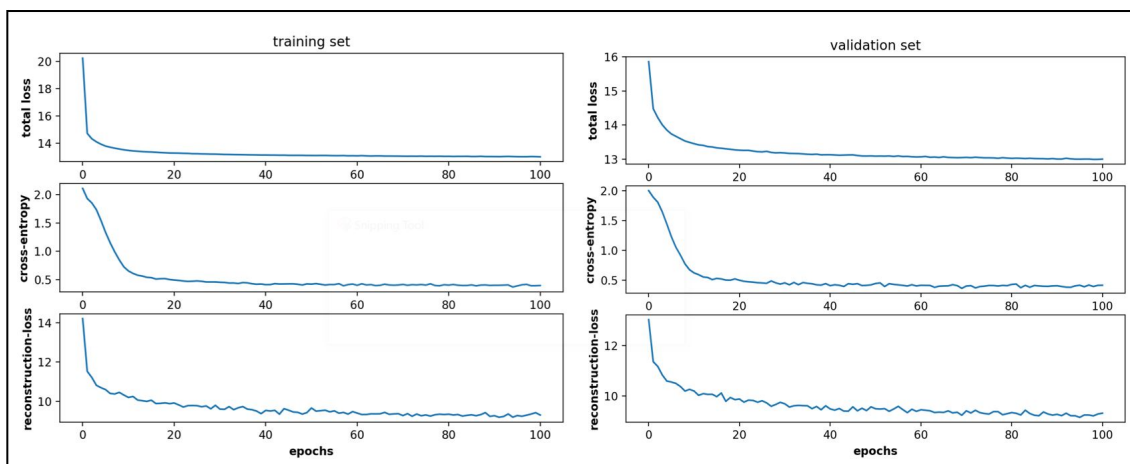 training set
total loss
20
18
16
14
0 20 40 60 80 100
cross-entropy
2.0
1.5
1.0
0.5
0 20 40 60 80 100
reconstruction-loss
14
12
10
0 20 40 60 80 100
epochs
validation set
total loss
16
15
14
13
0 20 40 60 80 100
cross-entropy
2.0
1.5
1.0
0.5
0 20 40 60 80 100
reconstruction-loss
12
10
0 20 40 60 80 100
epochs
Snipping Tool